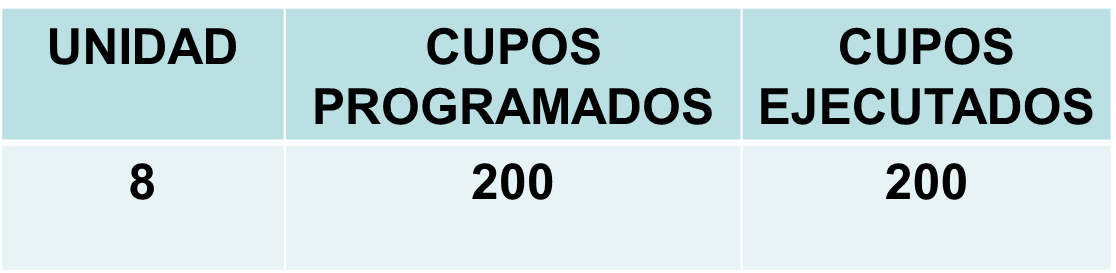 UNIDAD
CUPOS PROGRAMADOS
CUPOS EJECUTADOS
8
200
200